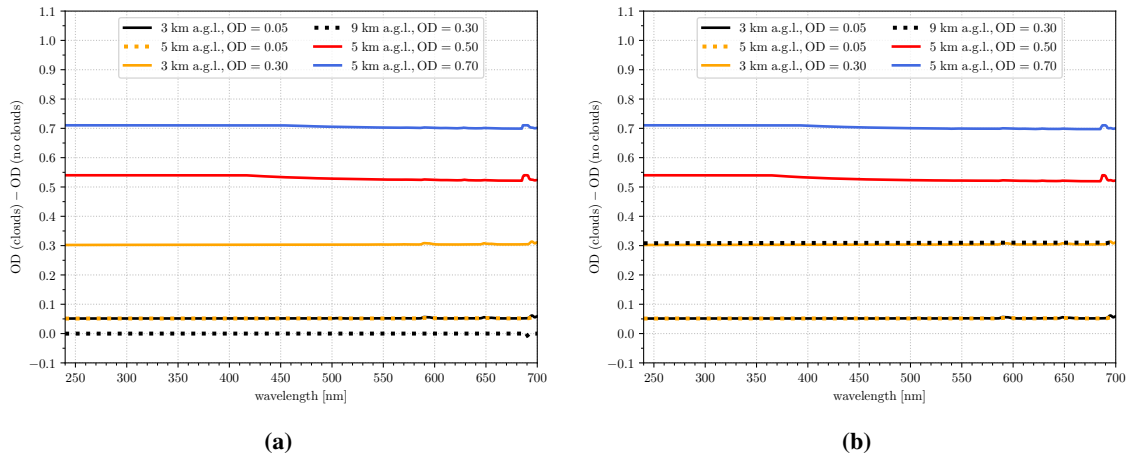 3 km a.g.l., OD = 0.05
5 km a.g.l., OD = 0.05
3 km a.g.l., OD = 0.30
9 km a.g.l., OD = 0.30
5 km a.g.l., OD = 0.50
5 km a.g.l., OD = 0.70
OD (clouds) − OD (no clouds)
1.1
1.0
0.9
0.8
0.7
0.6
0.5
0.4
0.3
0.2
0.1
0.0
−0.1
250 300 350 400 450 500 550 600 650 700
wavelength [nm]
(a)
3 km a.g.l., OD = 0.05
5 km a.g.l., OD = 0.05
3 km a.g.l., OD = 0.30
9 km a.g.l., OD = 0.30
5 km a.g.l., OD = 0.50
5 km a.g.l., OD = 0.70
OD (clouds) − OD (no clouds)
1.1
1.0
0.9
0.8
0.7
0.6
0.5
0.4
0.3
0.2
0.1
0.0
−0.1
250 300 350 400 450 500 550 600 650 700
wavelength [nm]
(b)